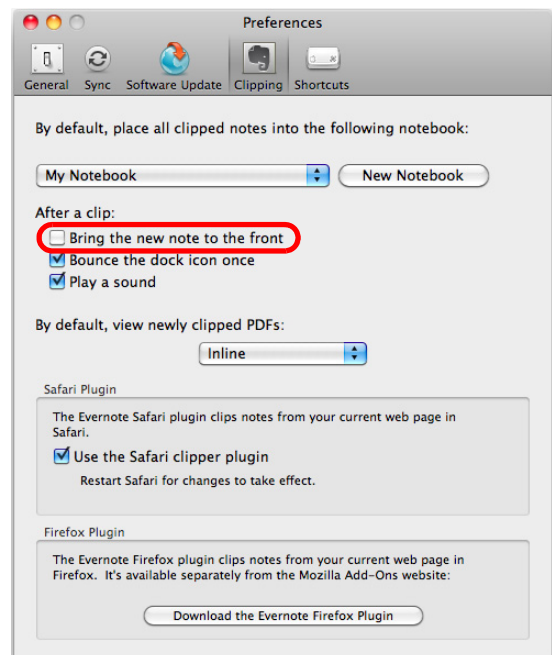 Preferences
General Sync Software Update Clipping Shortcuts
By default, place all clipped notes into the following notebook:
My Notebook New Notebook
After a clip:
Bring the new note to the front
Bounce the dock icon once
Play a sound
By default, view newly clipped PDFs:
Inline
Safari Plugin
The Evernote Safari plugin clips notes from your current web page in
Safari.
Use the Safari clipper plugin
Restart Safari for changes to take effect.
Firefox Plugin
The Evernote Firefox plugin clips notes from your current web page in
Firefox. It's available separately from the Mozilla Add-Ons website:
Download the Evernote Firefox Plugin